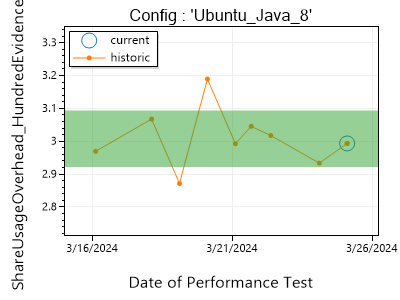 Config : 'Ubuntu_Java_8'
current
historic
ShareUsageOverhead_HundredEvidence
3.3
3.2
3.1
3
2.9
2.8
3/16/2024
3/21/2024
3/26/2024
Date of Performance Test